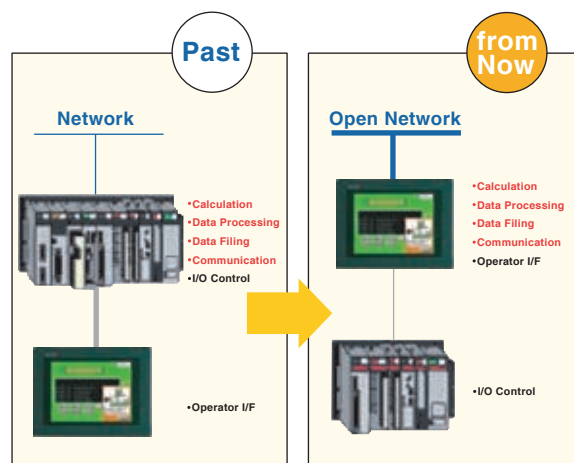 Past
Network
•Calculation
•Data Processing
•Data Filing
•Communication
•I/O Control
•Operator I/F
from
Now
Open Network
•Calculation
•Data Processing
•Data Filing
•Communication
•Operator I/F
•I/O Control